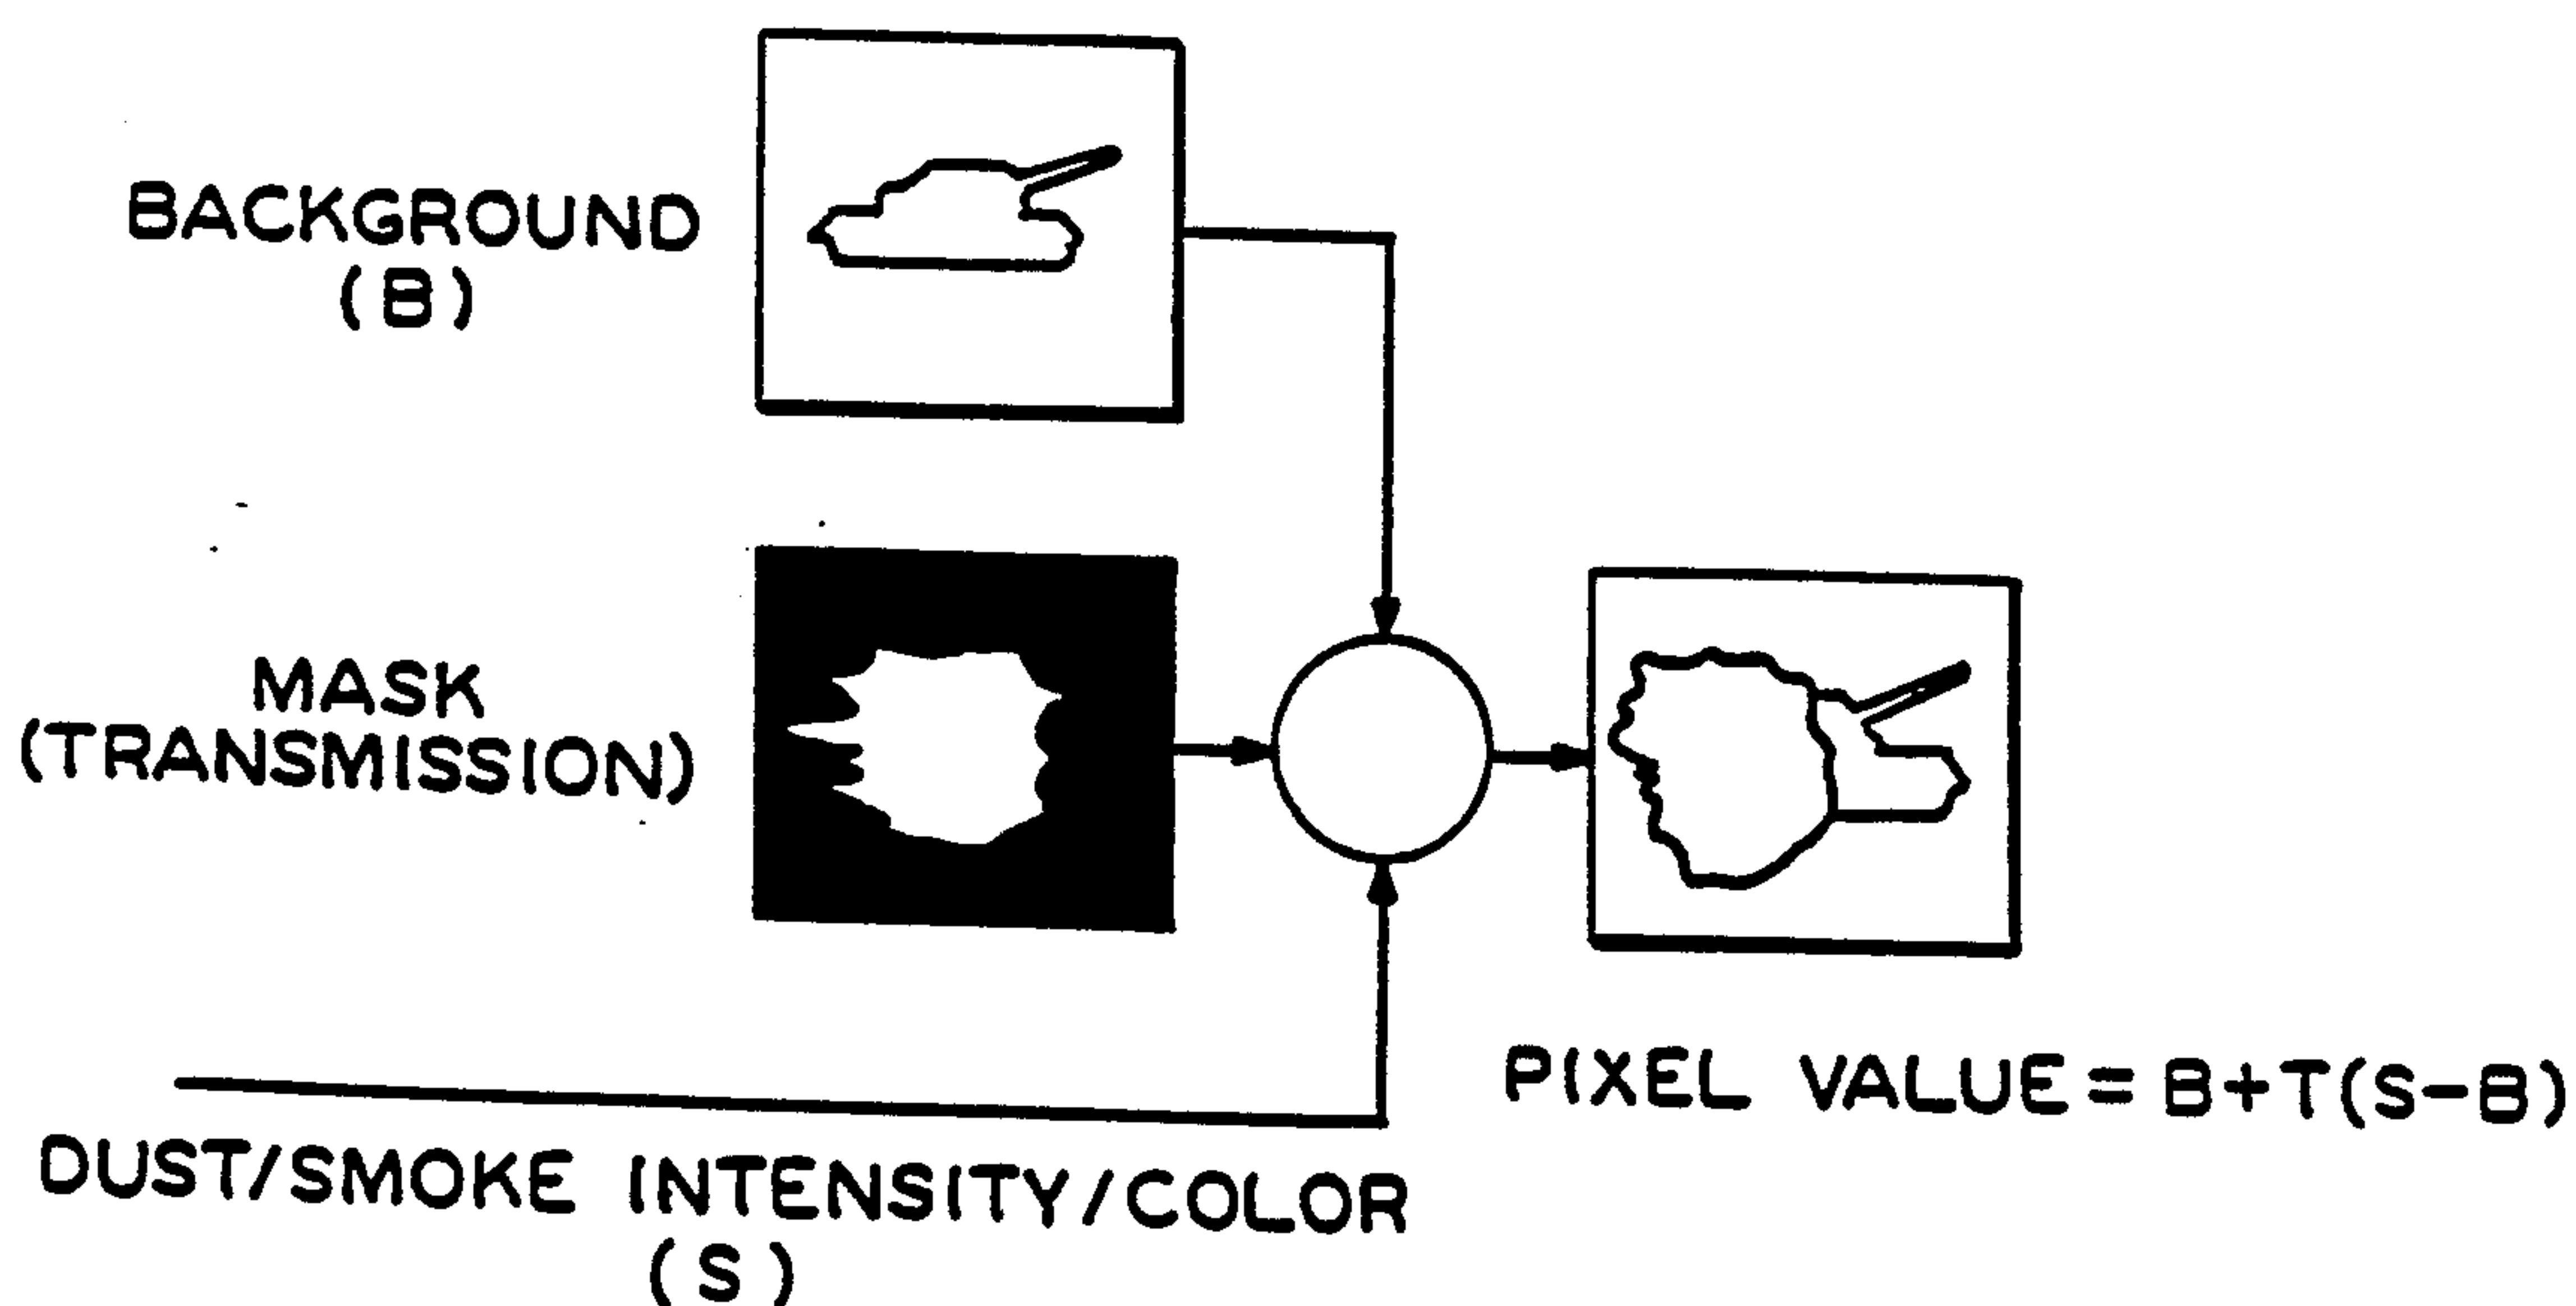 BACKGROUND
(B)
MASK
(TRANSMISSION)
PIXEL VALUE = B+T(S-B)
DUST/SMOKE INTENSITY/COLOR
(S)